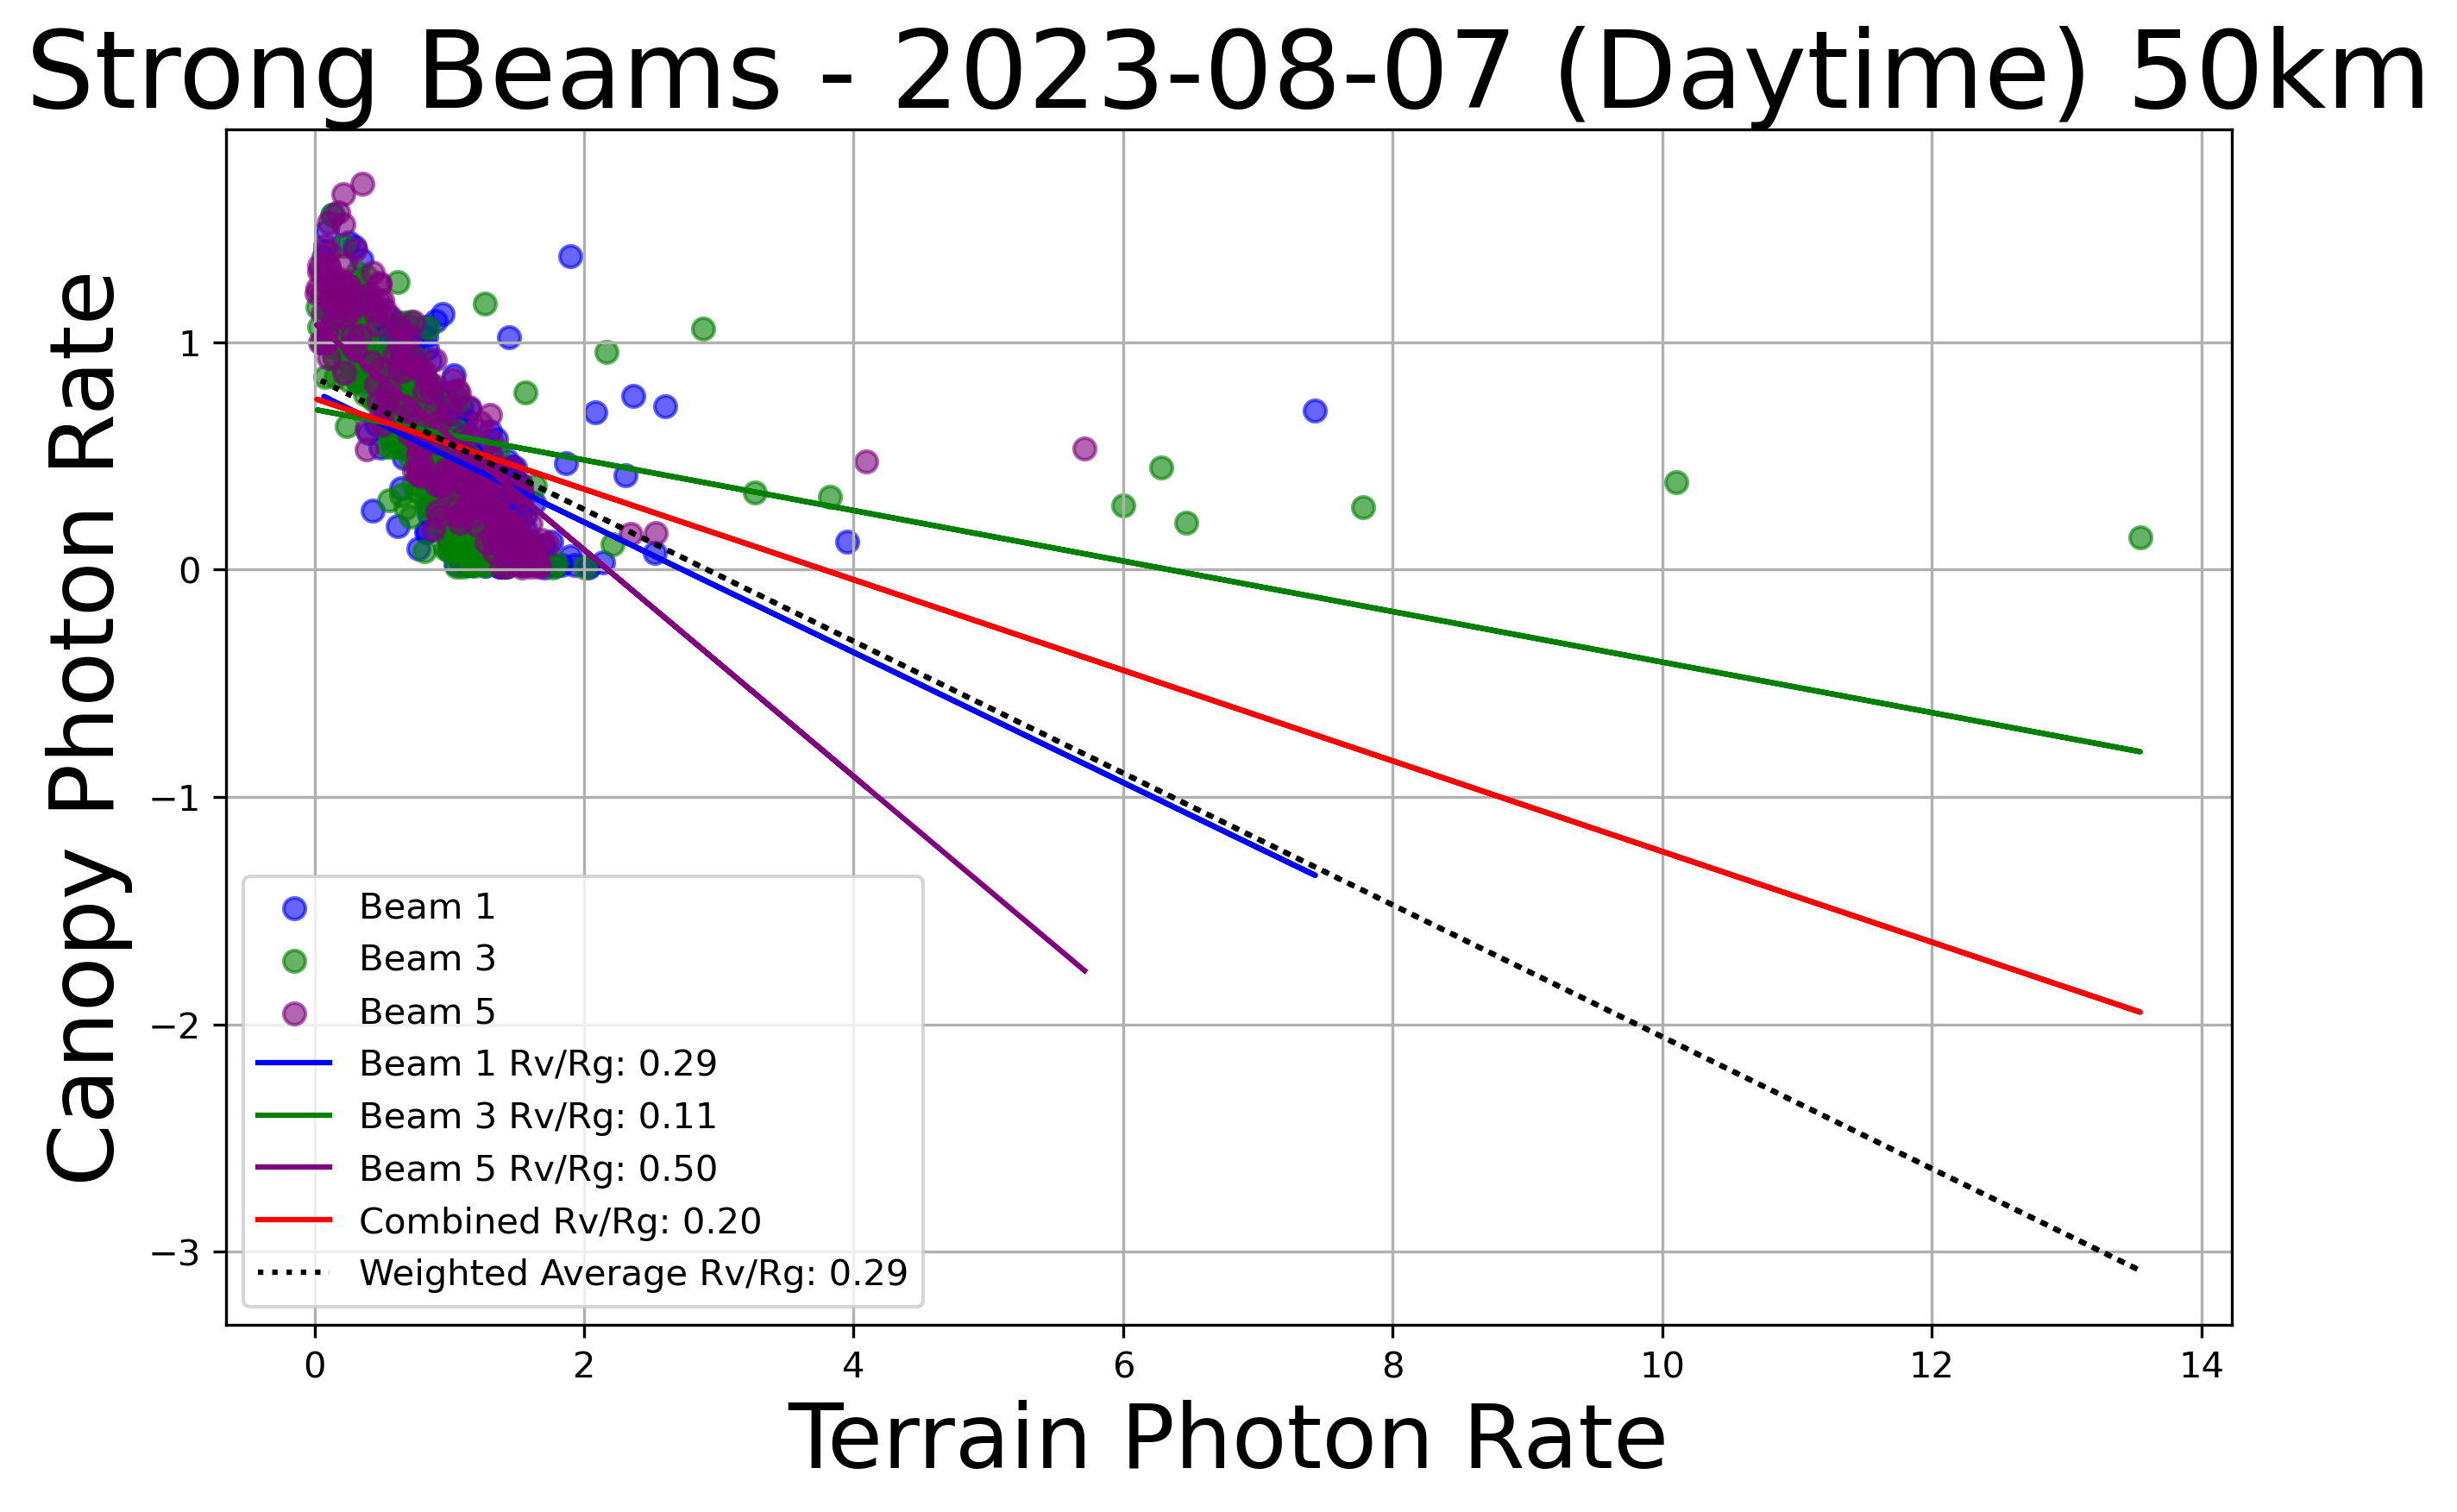 Strong Beams - 2023-08-07 (Daytime) 50km
Canopy Photon Rate
1
0
−1
−2
−3
Beam 1
Beam 3
Beam 5
Beam 1 Rv/Rg: 0.29
Beam 3 Rv/Rg: 0.11
Beam 5 Rv/Rg: 0.50
Combined Rv/Rg: 0.20
Weighted Average Rv/Rg: 0.29
0 2 4 6 8 10 12 14
Terrain Photon Rate